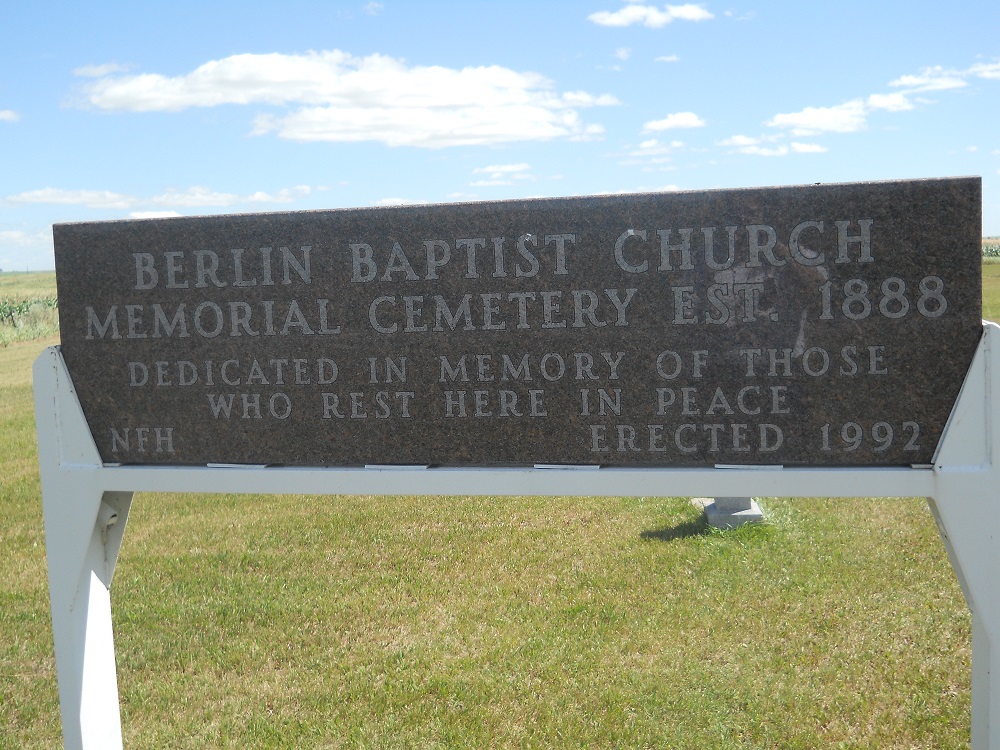 BERLIN BAPTIST CHURCH
MEMORIAL CEMETERY EST. 1888
DEDICATED IN MEMORY OF THOSE
WHO REST HERE IN PEACE
NFH ERECTED 1992